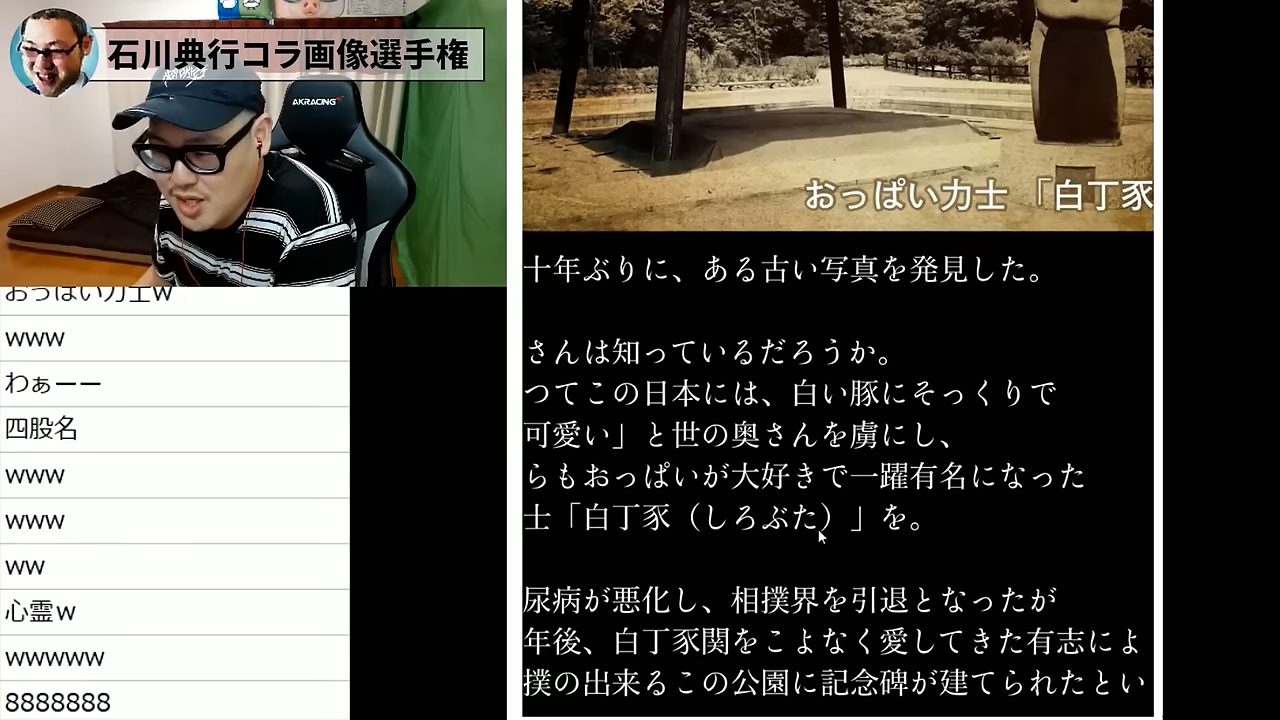 石川典行コラ画像選手権
AKRACING
おっぱい力士w
www
わぁーー
四股名
www
www
ww
心霊w
wwwww
8888888
おっぱい力士 「白丁豕
十年ぶりに、ある古い写真を発見した。
さんは知っているだろうか。
つてこの日本には、白い豚にそっくりで
可愛い」と世の奥さんを虜にし、
らもおっぱいが大好きで一躍有名になった
士「白丁豕（しろぶた）」を。
尿病が悪化し、相撲界を引退となったが
年後、白丁豕関をこよなく愛してきた有志によ
撲の出来るこの公園に記念碑が建てられたとい